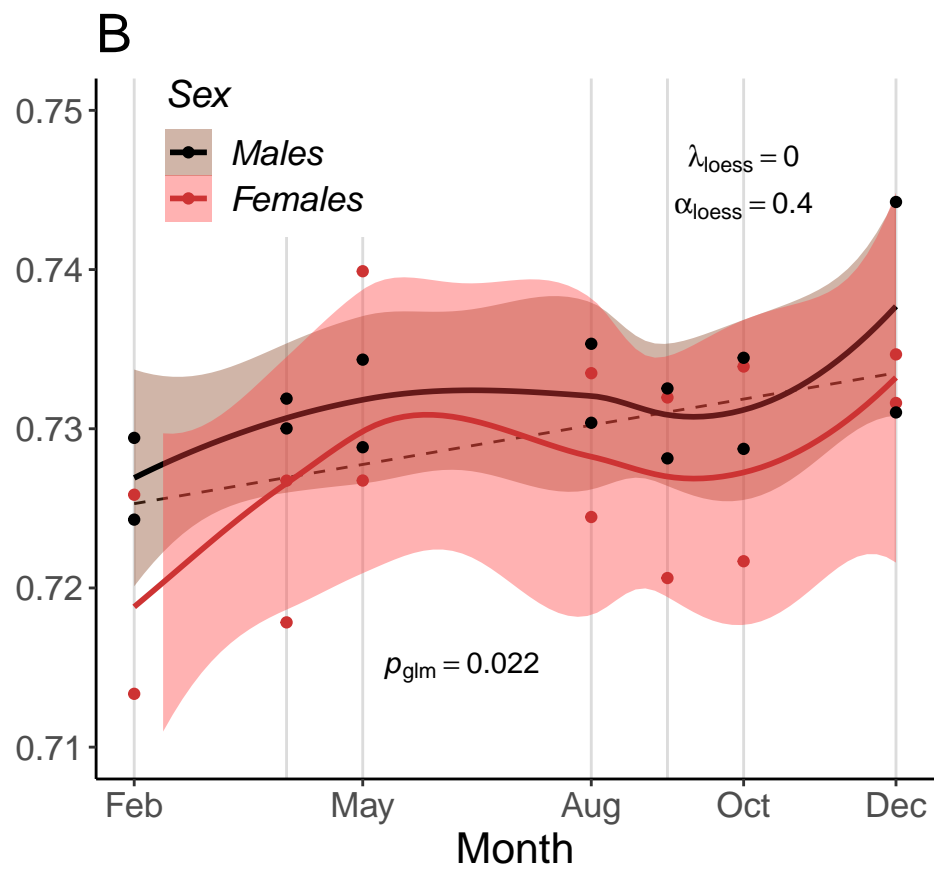 B
0.75
0.74
0.73
0.72
0.71
Sex
Males
Females
λloess = 0
αloess = 0.4
pglm = 0.022
Feb May Aug Oct Dec
Month